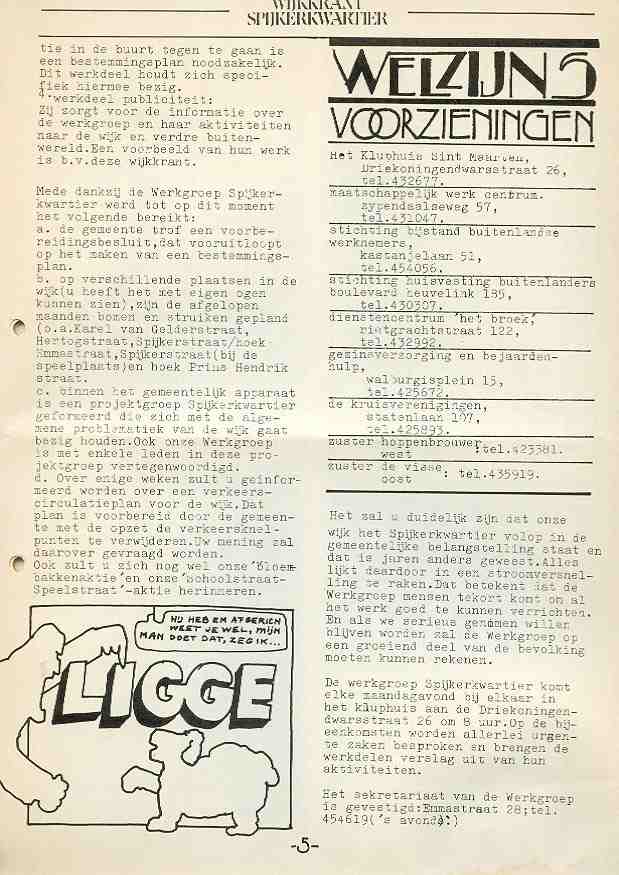 WIJKKRANT
SPIJKERKWARTIER
tie in de buurt tegen te gaan is
een bestemmingsplan noodzakelijk.
Dit werkdeel houdt zich speci-
fiek hiermee bezig.
4.werkdeel publiciteit:
Zij zorgt voor de informatie over
de werkgroep en haar aktiviteiten
naar de wijk en verdre buiten-
wereld.Een voorbeeld van hun werk
is b.v.deze wijkkrant.
Mede dankzij de Werkgroep Spijker-
kwartier werd tot op dit moment
het volgende bereikt:
a. de gemeente trof een voorbe-
reidingsbesluit,dat vooruitloopt
op het maken van een bestemmings-
plan.
b. op verschillende plaatsen in de
wijk(u heeft het met eigen ogen
kunnen zien),zijn de afgelopen
maanden bomen en struiken gepland
(o.a.Karel van Gelderstraat,
Hertogstraat,Spijkerstraat/hoek
Emmastraat,Spijkerstraat(bij de
speelplaats)en hoek Prins Hendrik
straat.
c. binnen het gemeentelijk apparaat
is een projektgroep Spijkerkwartier
geformeerd die zich met de alge-
mene problematiek van de wijk gaat
bezig houden.Ook onze Werkgroep
is met enkele leden in deze pro-
jektgroep vertegenwoordigd.
d. Over enige weken zult u geinfor-
meerd worden over een verkeers-
circulatieplan voor de wijk.Dat
plan is voorbereid door de gemeen-
te met de opzet de verkeersknel-
punten te verwijderen.Uw mening zal
daarover gevraagd worden.
Ook zult u zich nog wel onze 'bloem-
bakkenaktie'en onze 'schoolstraat-
Speelstraat'-aktie herinneren.
HIJ HEB EM ATGERICH
WEET JE WEL, MIJN
MAN DOET DAT, ZEG IK...
LIGGE
WELZIJNS
VOORZIENINGEN
Het Kluphuis Sint Maarten,
Driekoningendwarsstraat 26,
tel.432677.
maatschappelijk werk centrum.
zypendaalseweg 57,
tel.431047.
stichting bijstand buitenlandse
werknemers,
kastanjelaan 51,
tel.454056.
stichting huisvesting buitenlanders
boulevard heuvelink 185,
tel.430307.
dienstencentrum 'het broek,'
rietgrachtstraat 122,
tel.432992.
gezinsverzorging en bejaarden-
hulp,
walburgisplein 15,
tel.425672.
de kruisverenigingen,
statenlaan 107,
tel.425893.
zuster hoppenbrouwer
west :tel.423381.
zuster de visse
oost : tel.435919.
Het zal u duidelijk zijn dat onze
wijk het Spijkerkwartier volop in de
gemeentelijke belangstelling staat en
dat is jaren anders geweest.Alles
lijkt daardoor in een stroomversnel-
ling te raken.Dat betekent dat de
Werkgroep mensen tekort komt om al
het werk goed te kunnen verrichten.
En als we serieus genomen willen
blijven worden zal de Werkgroep op
een groeiend deel van de bevolking
moeten kunnen rekenen.
De werkgroep Spijkerkwartier komt
elke maandagavond bij elkaar in
het kluphuis aan de Driekoningen-
dwarsstraat 26 om 8 uur.Op de bij-
eenkomsten worden allerlei urgen-
te zaken besproken en brengen de
werkdelen verslag uit van hun
aktiviteiten.
Het sekretariaat van de Werkgroep
is gevestigd:Emmastraat 28;tel.
454619('s avonds!)
-5-